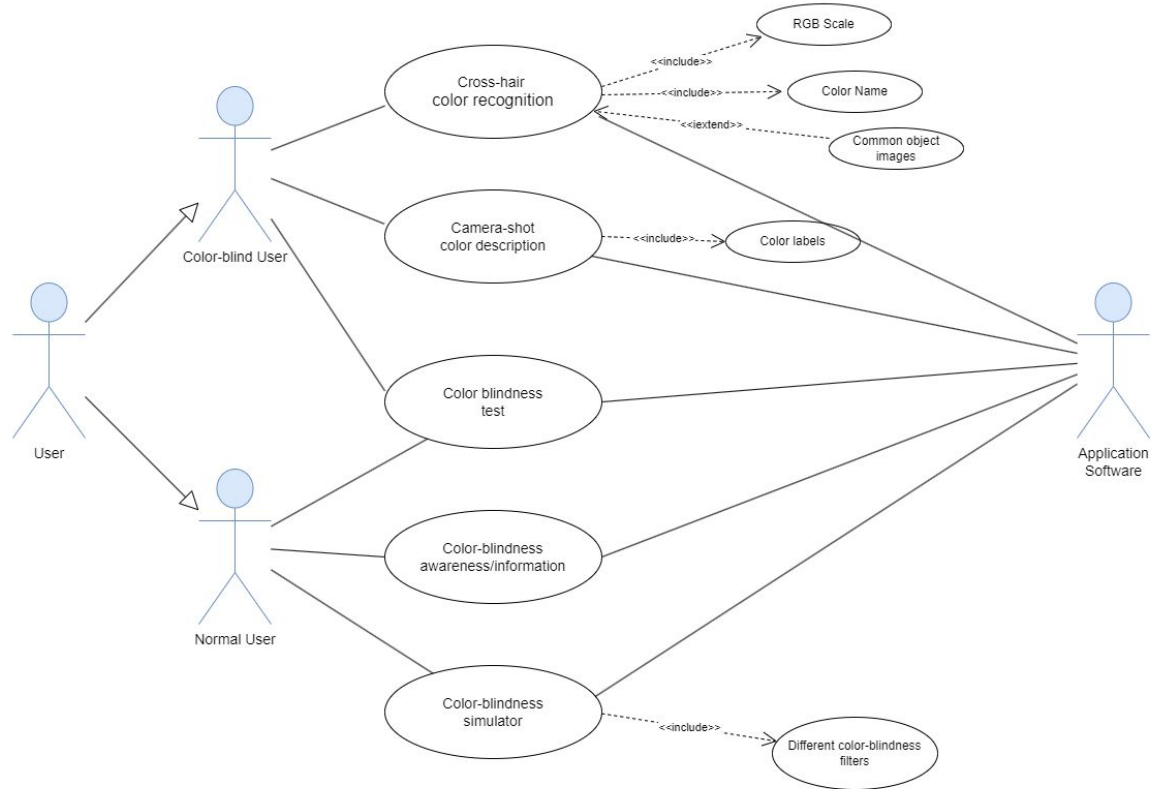 RGB Scale
<<include>>
Cross-hair
color recognition
<<include>>
Color Name
<<iextend>>
Common object
images
Color-blind User
Camera-shot
color description
<<include>>
Color labels
User
Color blindness
test
Application
Software
Color-blindness
awareness/information
Normal User
Color-blindness
simulator
<<include>>
Different color-blindness
filters